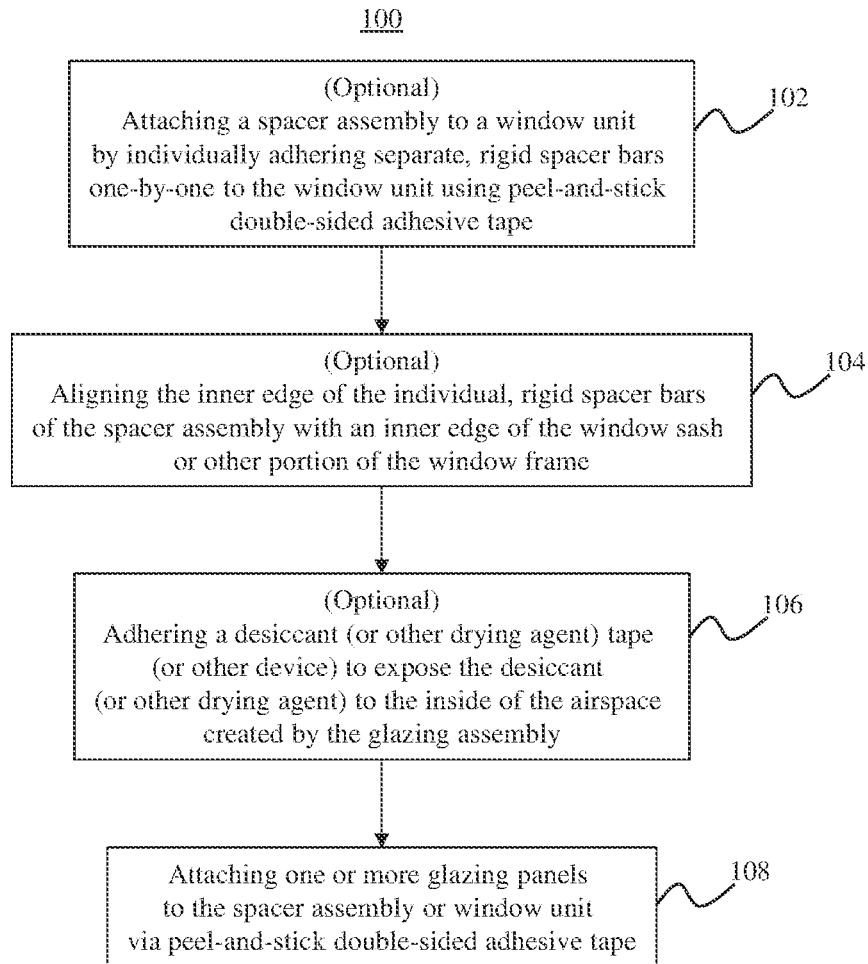 100
(Optional)
Attaching a spacer assembly to a window unit
by individually adhering separate, rigid spacer bars
one-by-one to the window unit using peel-and-stick
double-sided adhesive tape
102
(Optional)
Aligning the inner edge of the individual, rigid spacer bars
of the spacer assembly with an inner edge of the window sash
or other portion of the window frame
104
(Optional)
Adhering a desiccant (or other drying agent) tape
(or other device) to expose the desiccant
(or other drying agent) to the inside of the airspace
created by the glazing assembly
106
Attaching one or more glazing panels
to the spacer assembly or window unit
via peel-and-stick double-sided adhesive tape
108